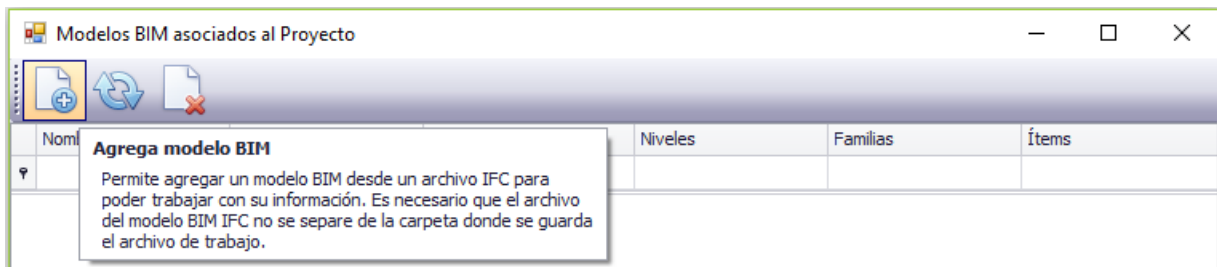 Modelos BIM asociados al Proyecto
Niveles Familias Ítems
Agrega modelo BIM
Permite agregar un modelo BIM desde un archivo IFC para
poder trabajar con su información. Es necesario que el archivo
del modelo BIM IFC no se separe de la carpeta donde se guarda
el archivo de trabajo.